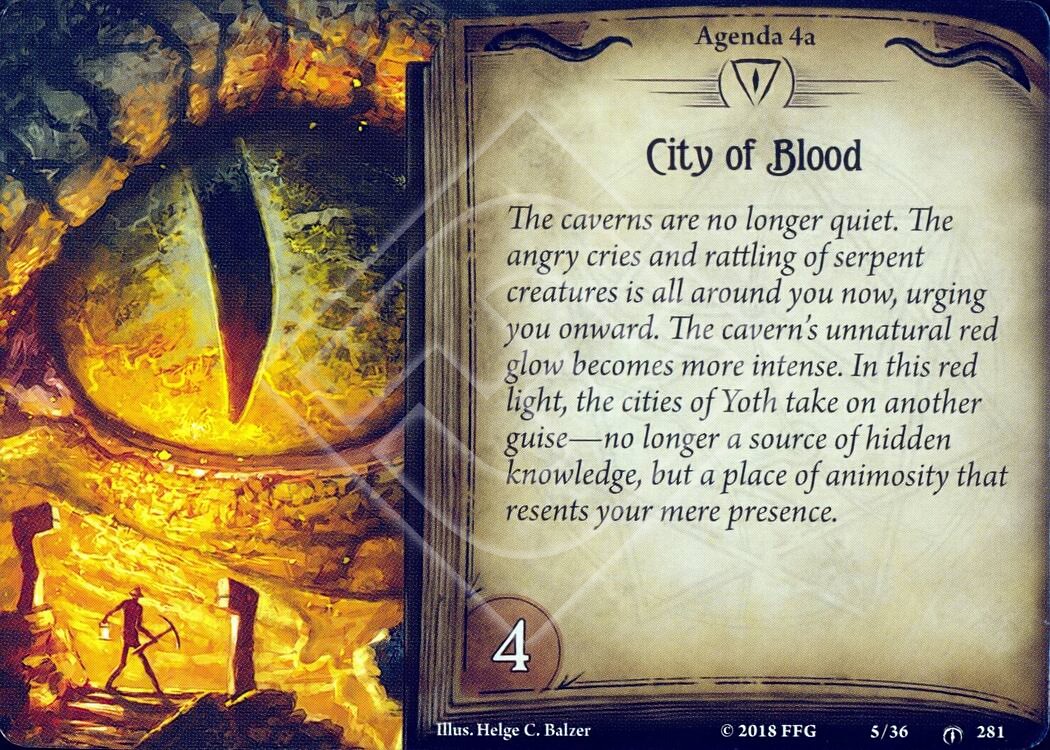 Agenda 4a
City of Blood
The caverns are no longer quiet. The
angry cries and rattling of serpent
creatures is all around you now, urging
you onward. The cavern's unnatural red
glow becomes more intense. In this red
light, the cities of Yoth take on another
guise—no longer a source of hidden
knowledge, but a place of animosity that
resents your mere presence.
4
Illus. Helge C. Balzer
© 2018 FFG
5/36
281